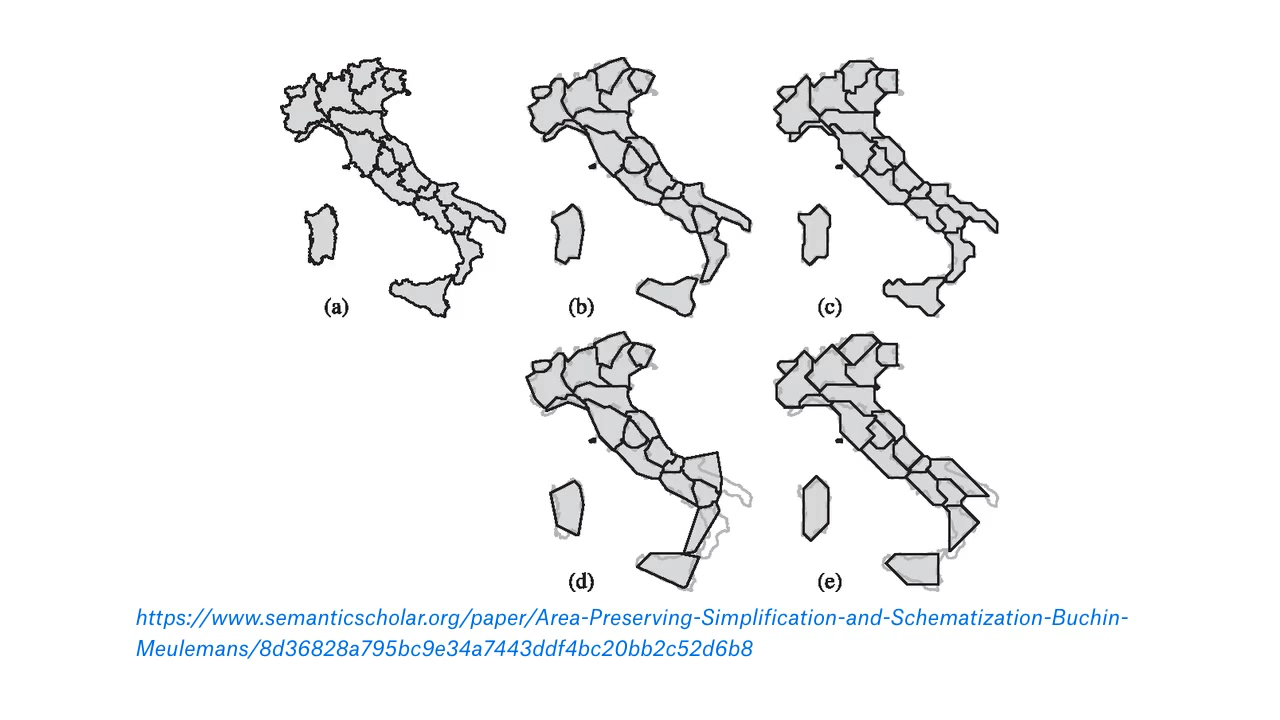 (a)
(b)
(c)
(d)
(e)
https://www.semanticscholar.org/paper/Area-Preserving-Simplification-and-Schematization-Buchin-
Meulemans/8d36828a795bc9e34a7443ddf4bc20bb2c52d6b8